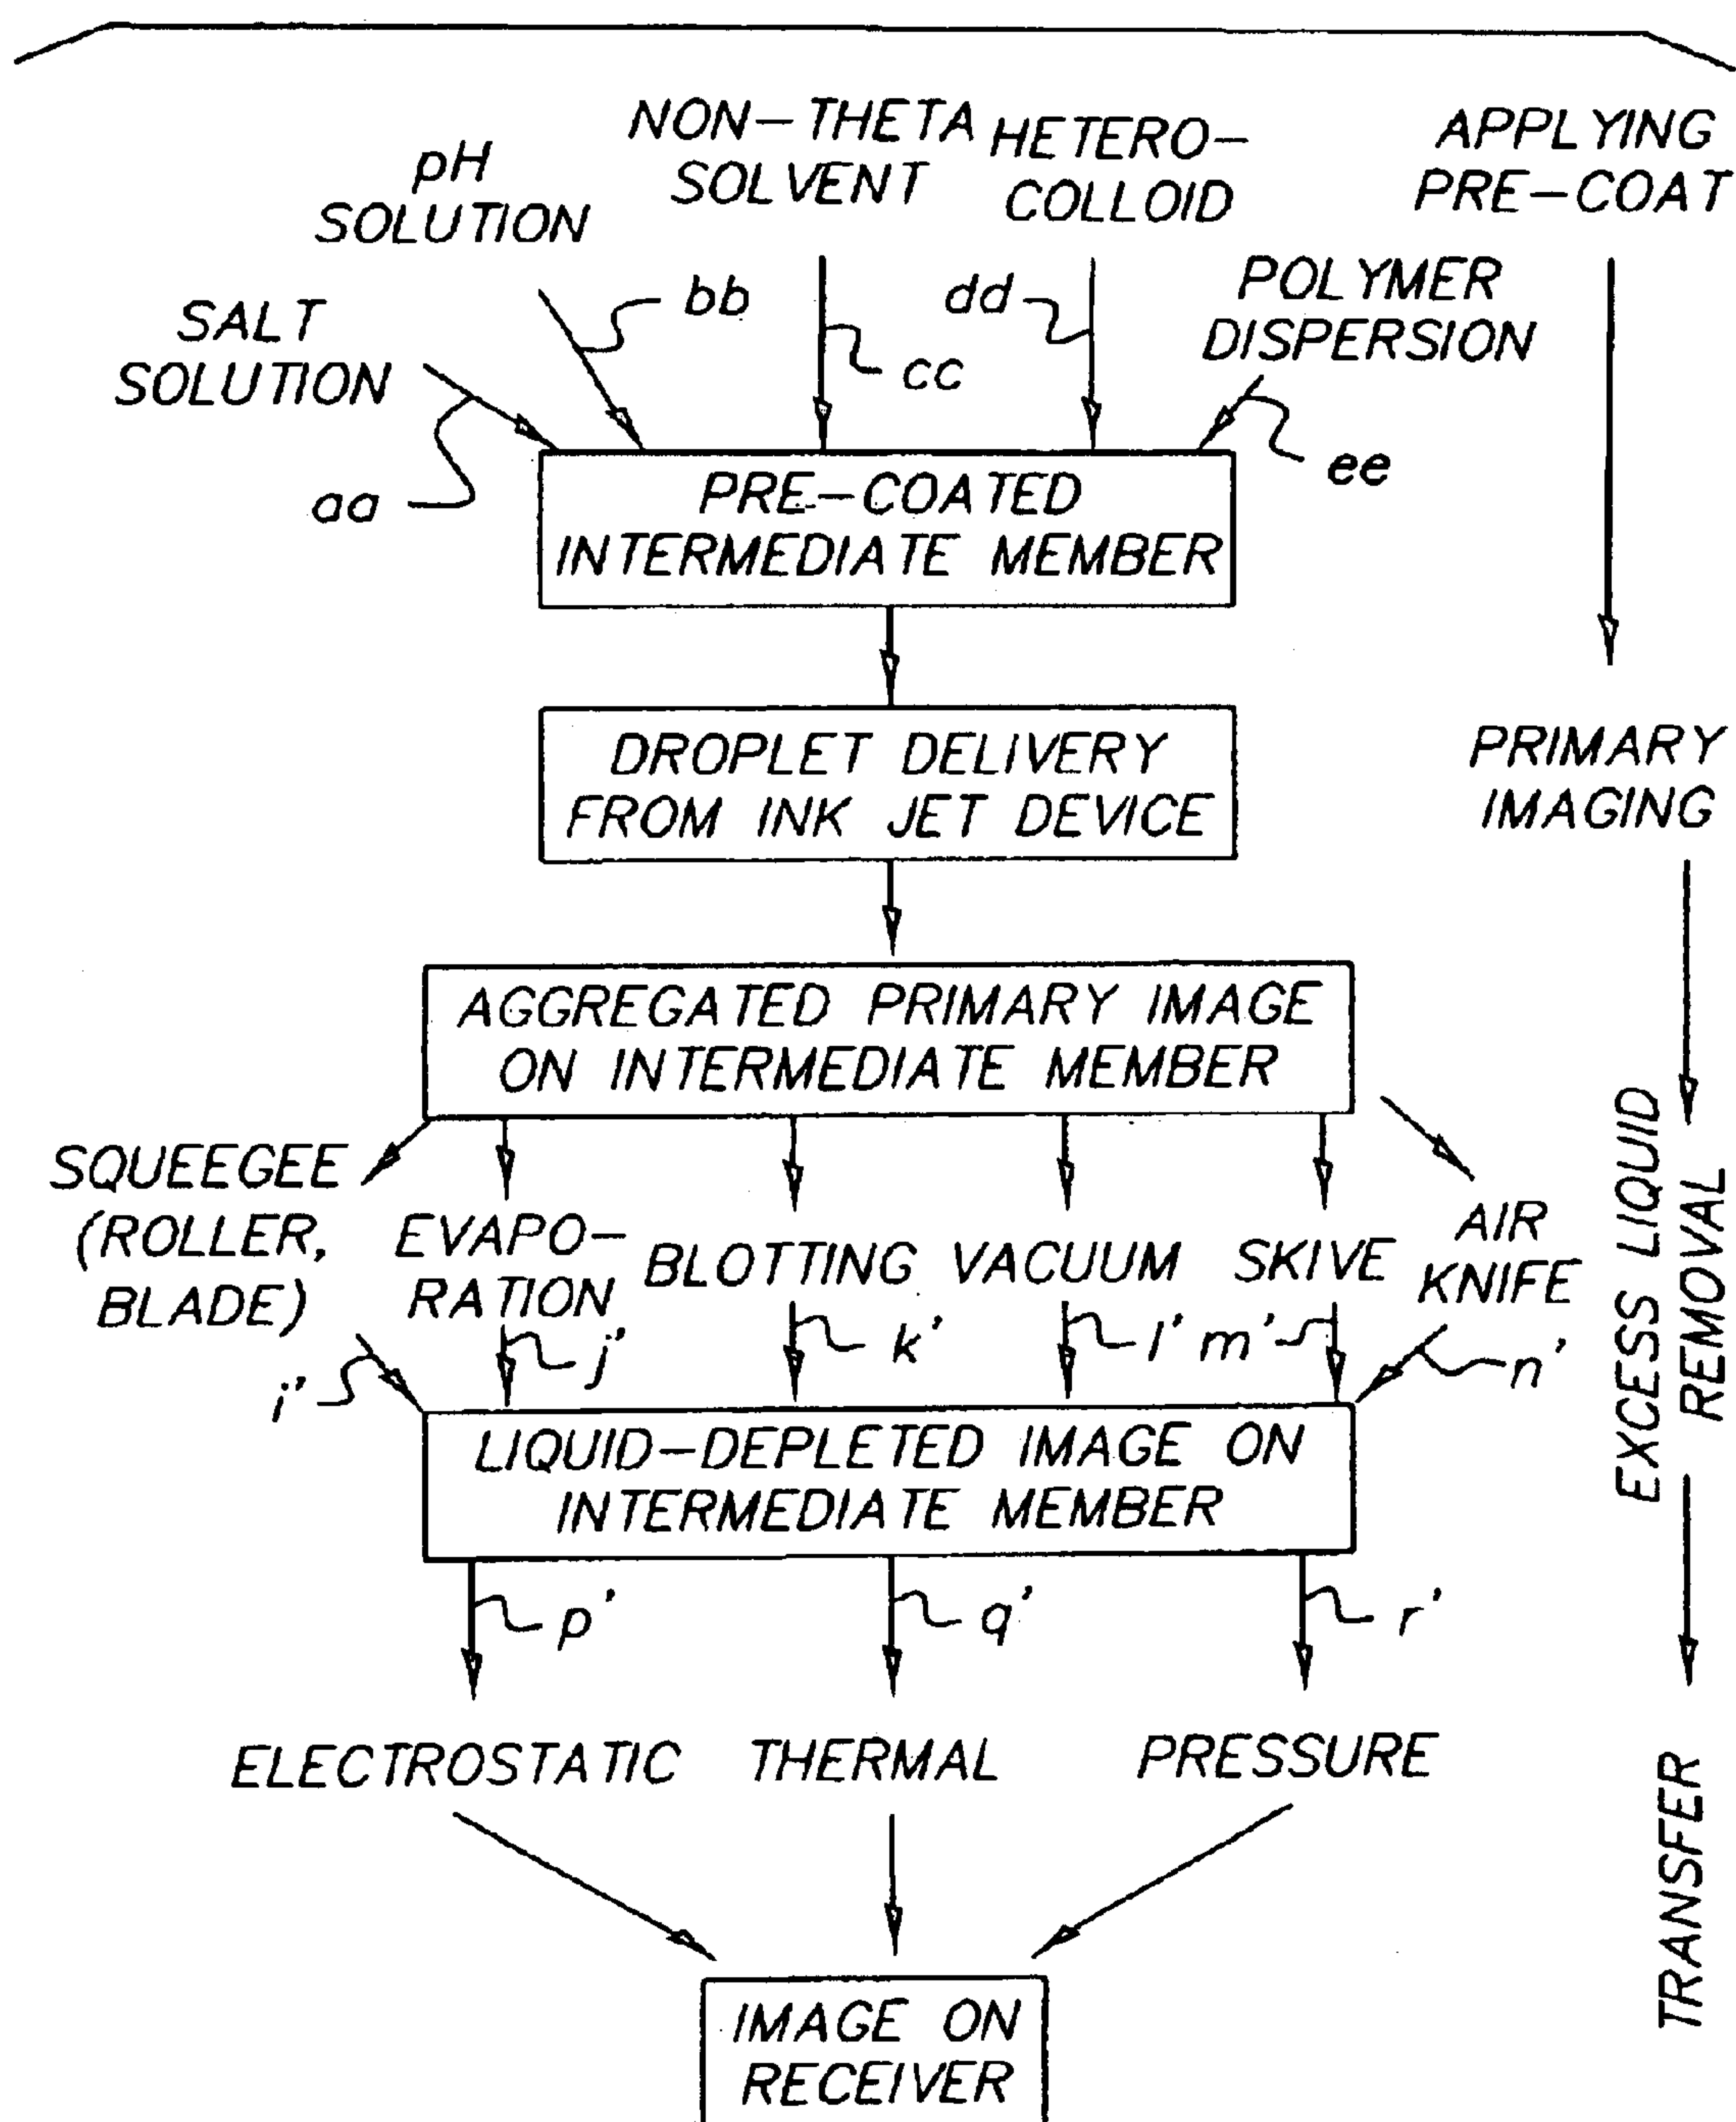 NON-THETA
SOLVENT
HETERO-
COLLOID
APPLYING
PRE-COAT
pH
SOLUTION
POLYMER
DISPERSION
SALT
SOLUTION
aa
bb
cc
dd
ee
PRE-COATED
INTERMEDIATE MEMBER
DROPLET DELIVERY
FROM INK JET DEVICE
PRIMARY
IMAGING
AGGREGATED PRIMARY IMAGE
ON INTERMEDIATE MEMBER
SQUEEGEE
(ROLLER,
BLADE)
EVAPO-
RATION
BLOTTING
VACUUM
SKIVE
AIR
KNIFE
EXCESS LIQUID
REMOVAL
i'
j'
k'
l'
m'
n'
LIQUID-DEPLETED IMAGE ON
INTERMEDIATE MEMBER
p'
q'
r'
ELECTROSTATIC
THERMAL
PRESSURE
TRANSFER
IMAGE ON
RECEIVER